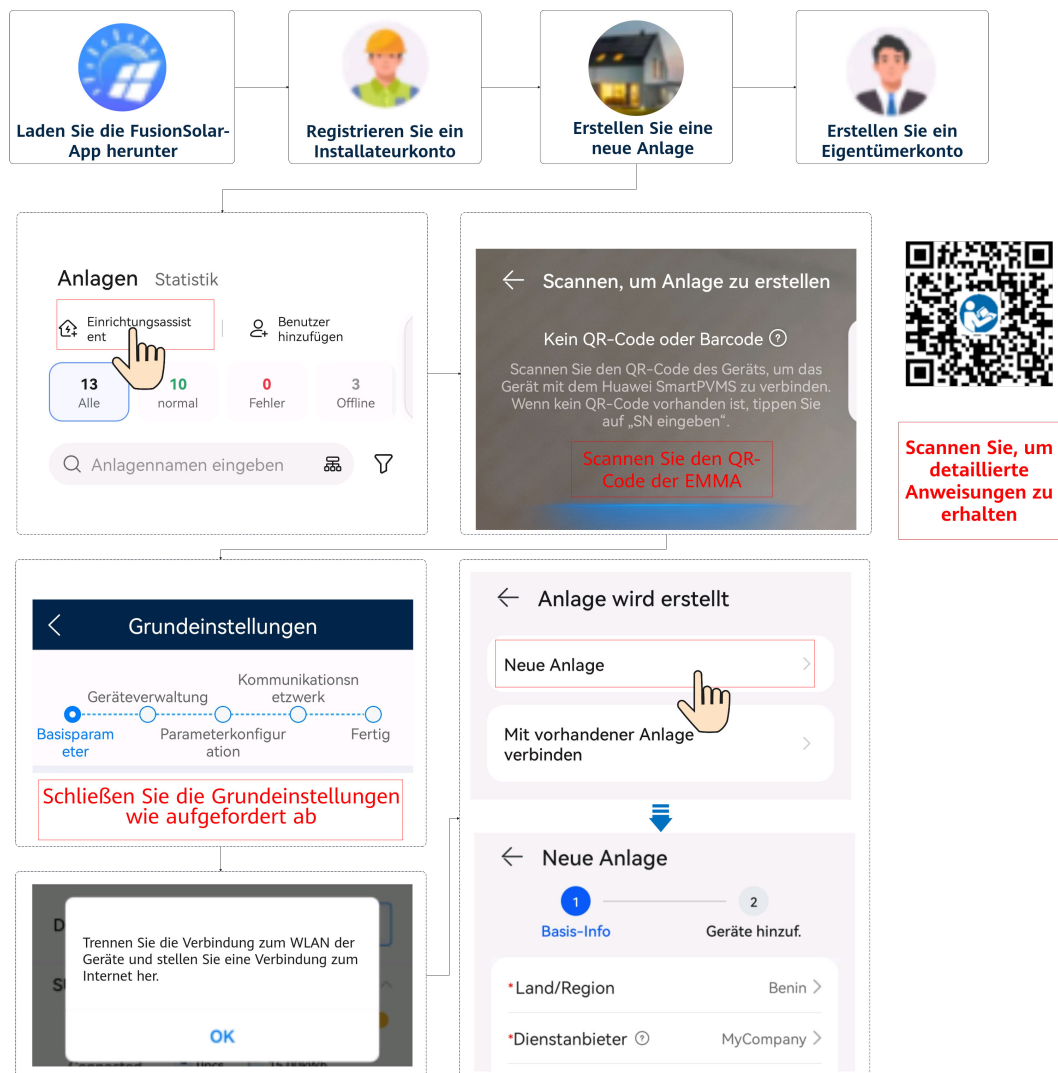 Laden Sie die FusionSolar-
App herunter
Registrieren Sie ein
Installateurkonto
Erstellen Sie eine
neue Anlage
Erstellen Sie ein
Eigentümerkonto
Anlagen Statistik
Einrichtungsassist
ent
Benutzer
hinzufügen
13
Alle
10
normal
0
Fehler
3
Offline
Anlagennamen eingeben
Scannen, um Anlage zu erstellen
Kein QR-Code oder Barcode
Scannen Sie den QR-Code des Geräts, um das
Gerät mit dem Huawei SmartPVMS zu verbinden.
Wenn kein QR-Code vorhanden ist, tippen Sie
auf „SN eingeben“.
Scannen Sie den QR-
Code der EMMA
Scannen Sie, um
detaillierte
Anweisungen zu
erhalten
Grundeinstellungen
Basisparam
eter
Geräteverwaltung
Parameterkonfigur
ation
Kommunikationsn
etzwerk
Fertig
Schließen Sie die Grundeinstellungen
wie aufgefordert ab
Trennen Sie die Verbindung zum WLAN der
Geräte und stellen Sie eine Verbindung zum
Internet her.
OK
Anlage wird erstellt
Neue Anlage
Mit vorhandener Anlage
verbinden
Neue Anlage
1
Basis-Info
2
Geräte hinzuf.
*Land/Region Benin
*Dienstanbieter MyCompany